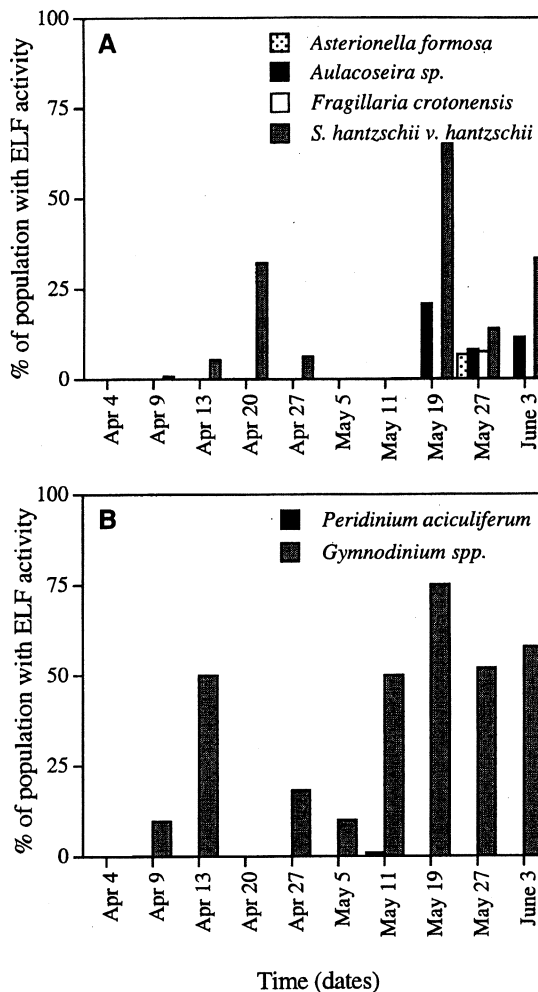 A
Asterionella formosa
Aulacoseira sp.
Fragillaria crotonensis
S. hantzschii v. hantzschii
% of population with ELF activity
100
75
50
25
0
Apr 4
Apr 9
Apr 13
Apr 20
Apr 27
May 5
May 11
May 19
May 27
June 3
B
Peridinium aciculiferum
Gymnodinium spp.
% of population with ELF activity
100
75
50
25
0
Apr 4
Apr 9
Apr 13
Apr 20
Apr 27
May 5
May 11
May 19
May 27
June 3
Time (dates)